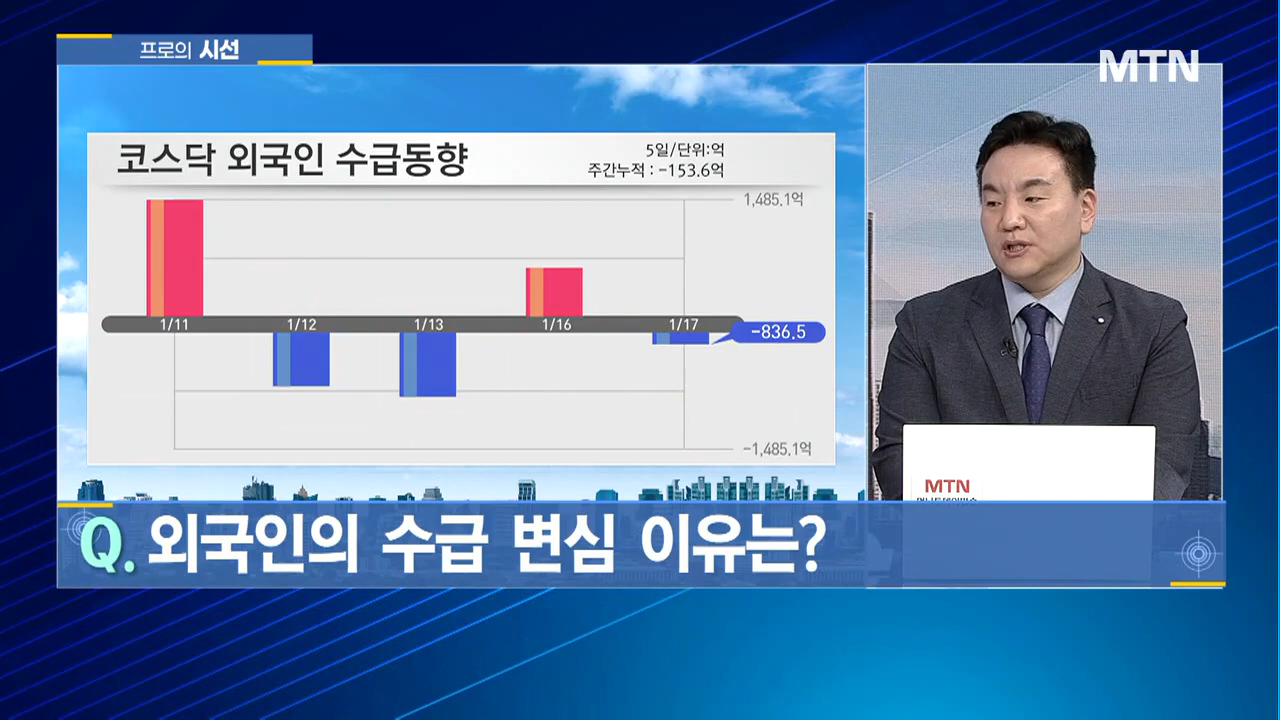 프로의 시선
MTN
코스닥 외국인 수급동향
5일/단위:억
주간누적 : -153.6억
1,485.1억
1/11
1/12
1/13
1/16
1/17
-836.5
-1,485.1억
MTN
Q. 외국인의 수급 변심 이유는?